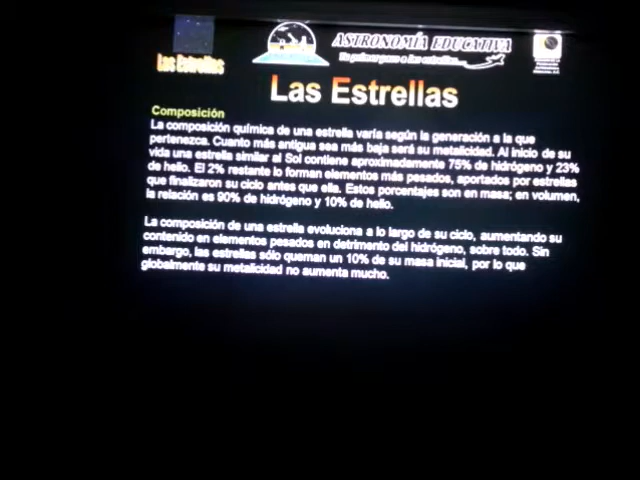 Las Estrellas
ASTRONOMÍA EDUCATIVA
Tu primer paso a las estrellas...
Las Estrellas
Composición
La composición química de una estrella varía según la generación a la que
pertenezca. Cuanto más antigua sea más baja será su metalicidad. Al inicio de su
vida una estrella similar al Sol contiene aproximadamente 75% de hidrógeno y 23%
de helio. El 2% restante lo forman elementos más pesados, aportados por estrellas
que finalizaron su ciclo antes que ella. Estos porcentajes son en masa; en volumen,
la relación es 90% de hidrógeno y 10% de helio.
La composición de una estrella evoluciona a lo largo de su ciclo, aumentando su
contenido en elementos pesados en detrimento del hidrógeno, sobre todo. Sin
embargo, las estrellas sólo queman un 10% de su masa inicial, por lo que
globalmente su metalicidad no aumenta mucho.